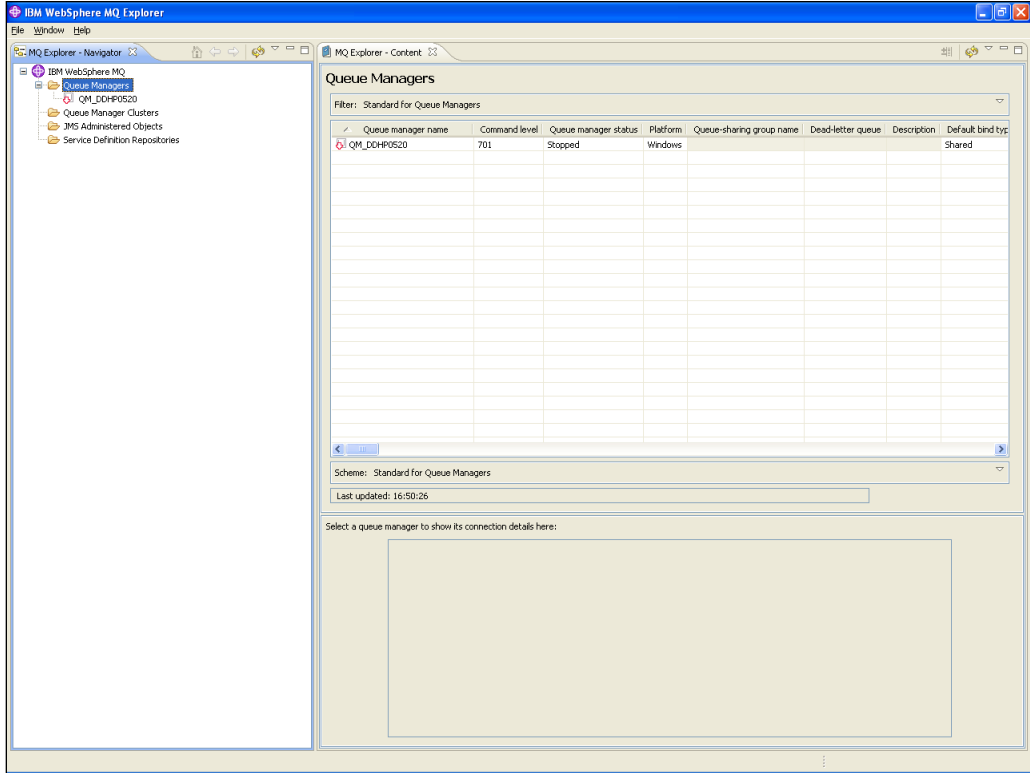 IBM WebSphere MQ Explorer
File Window Help
MQ Explorer - Navigator
IBM WebSphere MQ
Queue Managers
QM_DDHP0520
Queue Manager Clusters
JMS Administered Objects
Service Definition Repositories
MQ Explorer - Content
Queue Managers
Filter: Standard for Queue Managers
Queue manager name Command level Queue manager status Platform Queue-sharing group name Dead-letter queue Description Default bind typ
QM_DDHP0520 701 Stopped Windows Shared
Scheme: Standard for Queue Managers
Last updated: 16:50:26
Select a queue manager to show its connection details here: